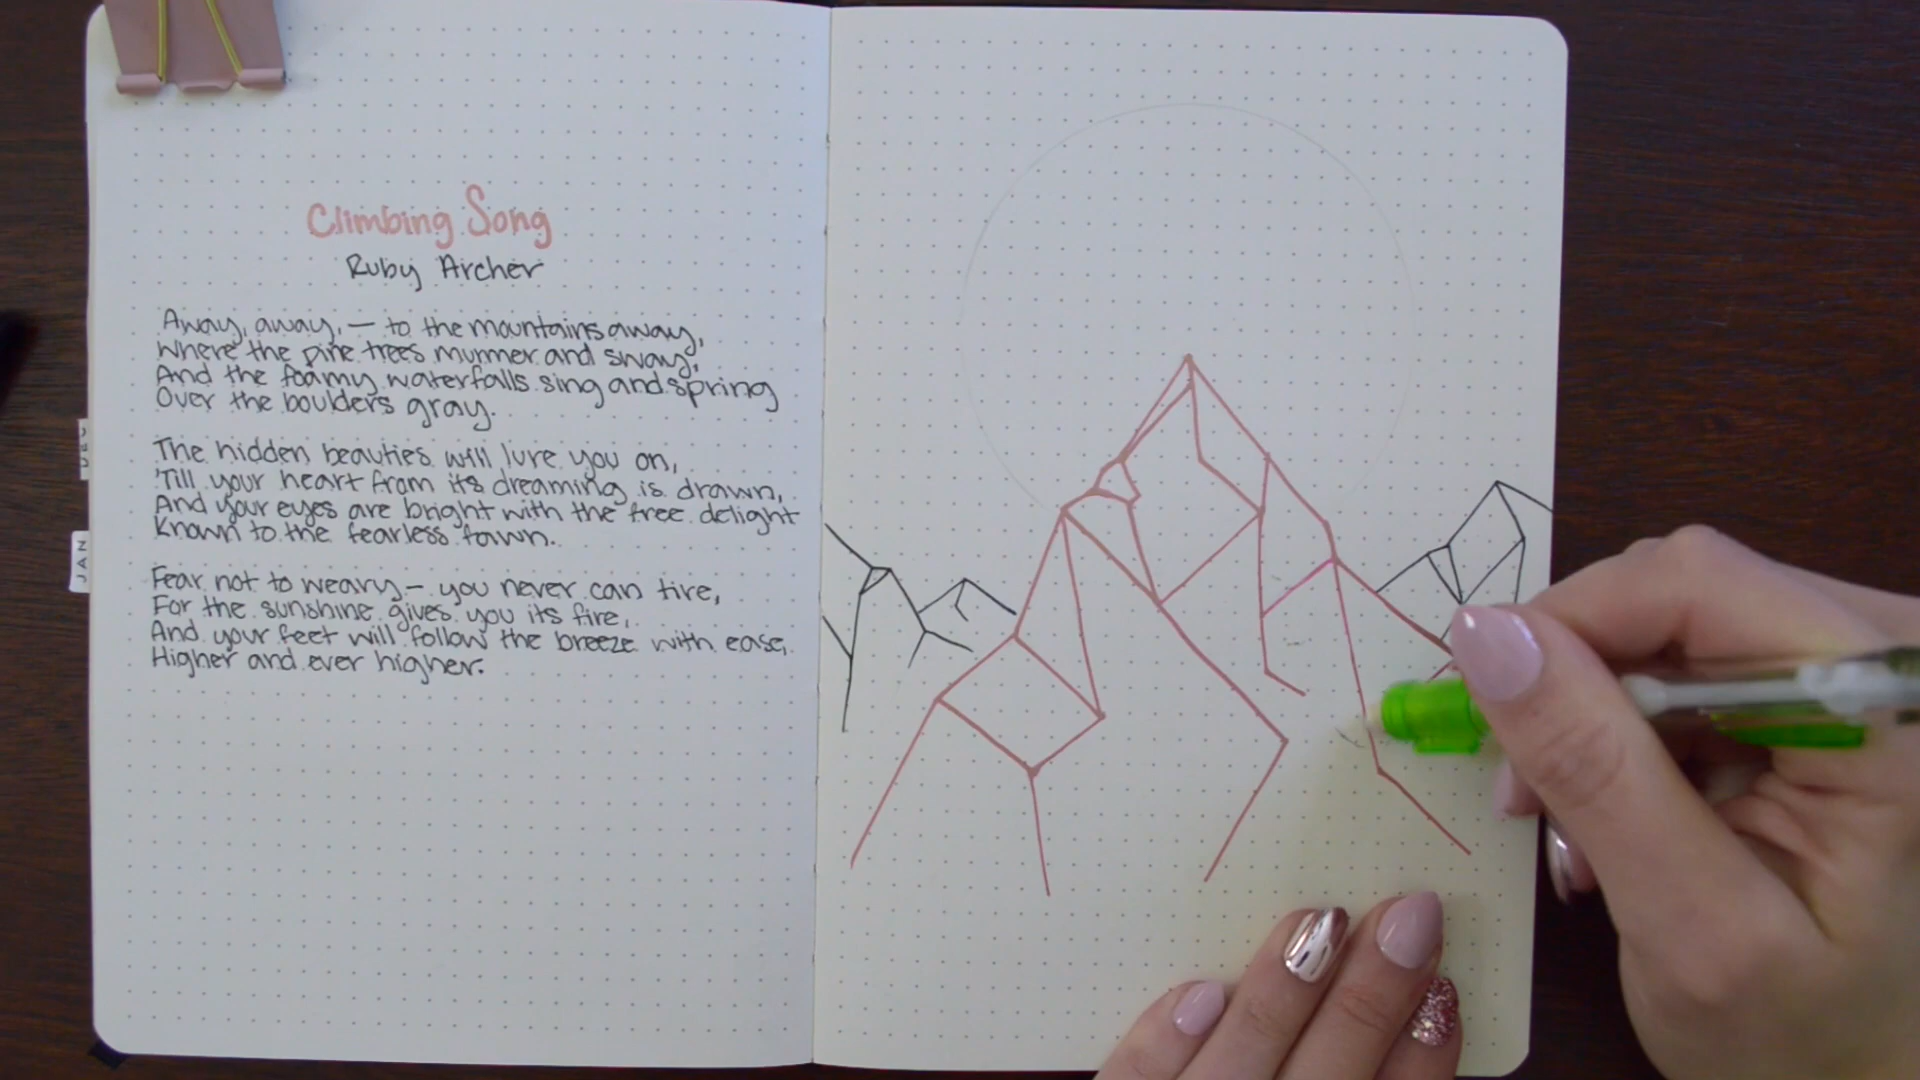 Climbing Song
Ruby Archer
Away, away, — to the mountains away,
Where the pine trees murmer and sway,
And the foamy waterfalls sing and spring
Over the boulders gray.
The hidden beauties will lure you on,
'Till your heart from its dreaming is drawn,
And your eyes are bright with the free delight
Known to the fearless fawn.
Fear not to weary — you never can tire,
For the sunshine gives you its fire,
And your feet will follow the breeze with ease,
Higher and ever higher.
JAN